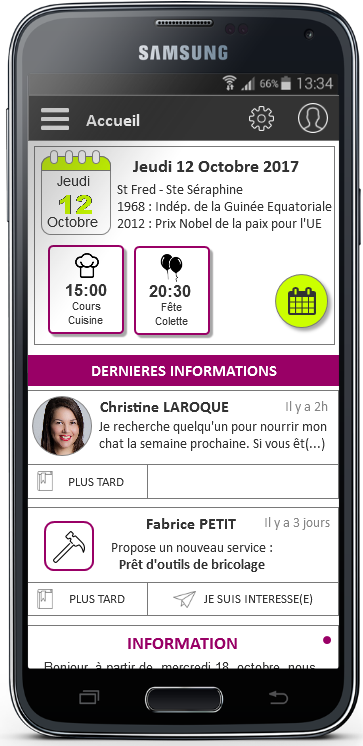 SAMSUNG
66% 13:34
Accueil
Jeudi
12
Octobre
Jeudi 12 Octobre 2017
St Fred - Ste Séraphine
1968 : Indép. de la Guinée Equatoriale
2012 : Prix Nobel de la paix pour l'UE
15:00
Cours
Cuisine
20:30
Fête
Colette
DERNIERES INFORMATIONS
Christine LAROQUE
Il y a 2h
Je recherche quelqu'un pour nourrir mon
chat la semaine prochaine. Si vous êt(...)
PLUS TARD
Fabrice PETIT
Il y a 3 jours
Propose un nouveau service :
Prêt d'outils de bricolage
PLUS TARD
JE SUIS INTERESSE(E)
INFORMATION
Bonjour, à partir de mercredi 18 octobre nous